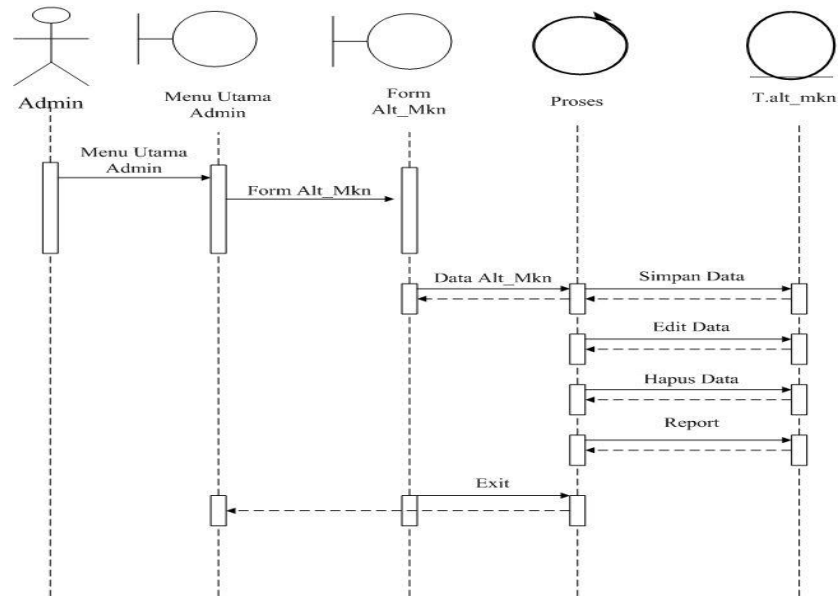 Admin
Menu Utama
Admin
Form
Alt_Mkn
Proses
T.alt_mkn
Menu Utama
Admin
Form Alt_Mkn
Data Alt_Mkn
Simpan Data
Edit Data
Hapus Data
Report
Exit